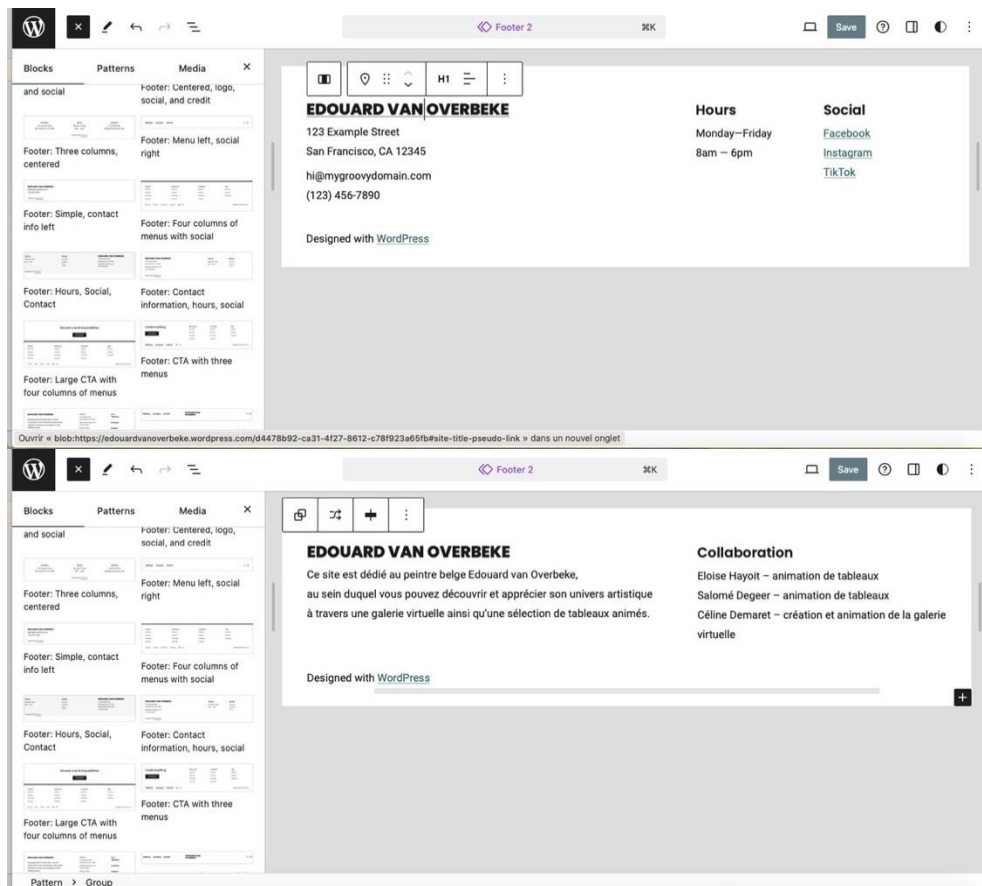 Footer 2
⌘K
Save
Blocks
Patterns
Media
and social
Footer: Centered, logo,
social, and credit
Footer: Three columns,
centered
Footer: Menu left, social
right
Footer: Simple, contact
info left
Footer: Four columns of
menus with social
Footer: Hours, Social,
Contact
Footer: Contact
information, hours, social
Footer: Large CTA with
four columns of menus
Footer: CTA with three
menus
H1
EDOUARD VAN OVERBEKE
123 Example Street
San Francisco, CA 12345
hi@mygroovydomain.com
(123) 456-7890
Designed with WordPress
Hours
Monday—Friday
8am — 6pm
Social
Facebook
Instagram
TikTok
Ouvrir « blob:https://edouardvanoverbeke.wordpress.com/d4478b92-ca31-4f27-8612-c78f923a65fb#site-title-pseudo-link » dans un nouvel onglet
Footer 2
⌘K
Save
Blocks
Patterns
Media
and social
Footer: Centered, logo,
social, and credit
Footer: Three columns,
centered
Footer: Menu left, social
right
Footer: Simple, contact
info left
Footer: Four columns of
menus with social
Footer: Hours, Social,
Contact
Footer: Contact
information, hours, social
Footer: Large CTA with
four columns of menus
Footer: CTA with three
menus
EDOUARD VAN OVERBEKE
Ce site est dédié au peintre belge Edouard van Overbeke,
au sein duquel vous pouvez découvrir et apprécier son univers artistique
à travers une galerie virtuelle ainsi qu’une sélection de tableaux animés.
Designed with WordPress
Collaboration
Eloise Hayoit – animation de tableaux
Salomé Degeer – animation de tableaux
Céline Demaret – création et animation de la galerie
virtuelle
Pattern > Group